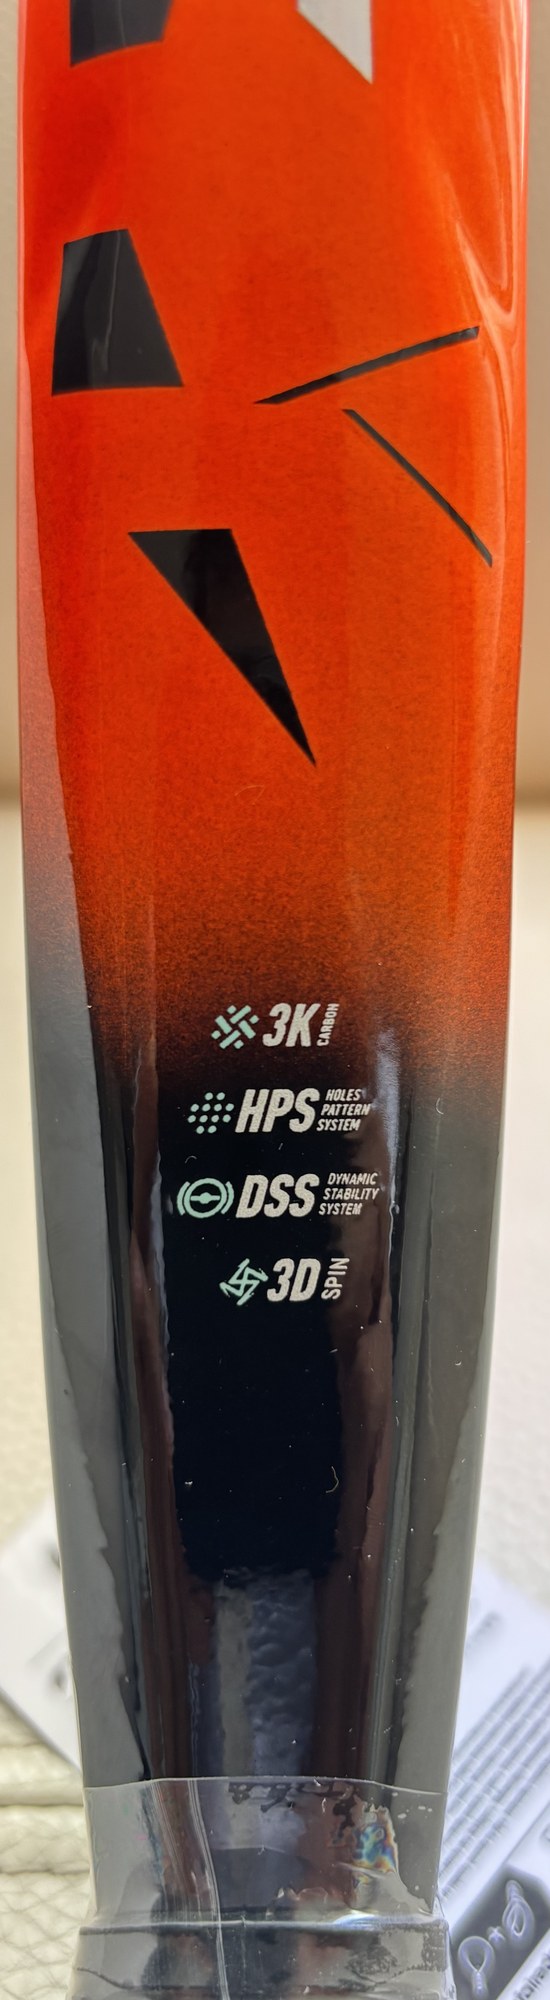 3K CARBON
HPS HOLES
PATTERN
SYSTEM
DSS DYNAMIC
STABILITY
SYSTEM
3D SPIN